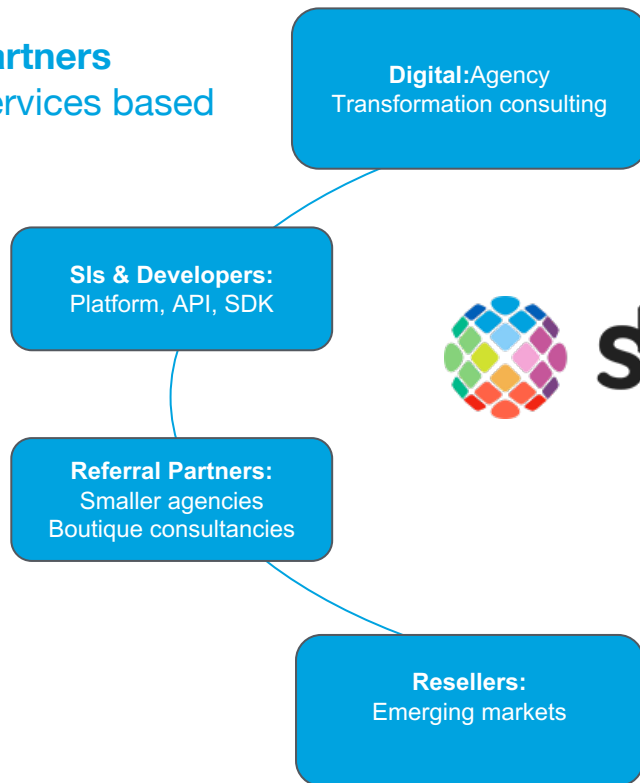 artners
ervices based
Digital:Agency
Transformation consulting
SIs & Developers:
Platform, API, SDK
s
Referral Partners:
Smaller agencies
Boutique consultancies
Resellers:
Emerging markets